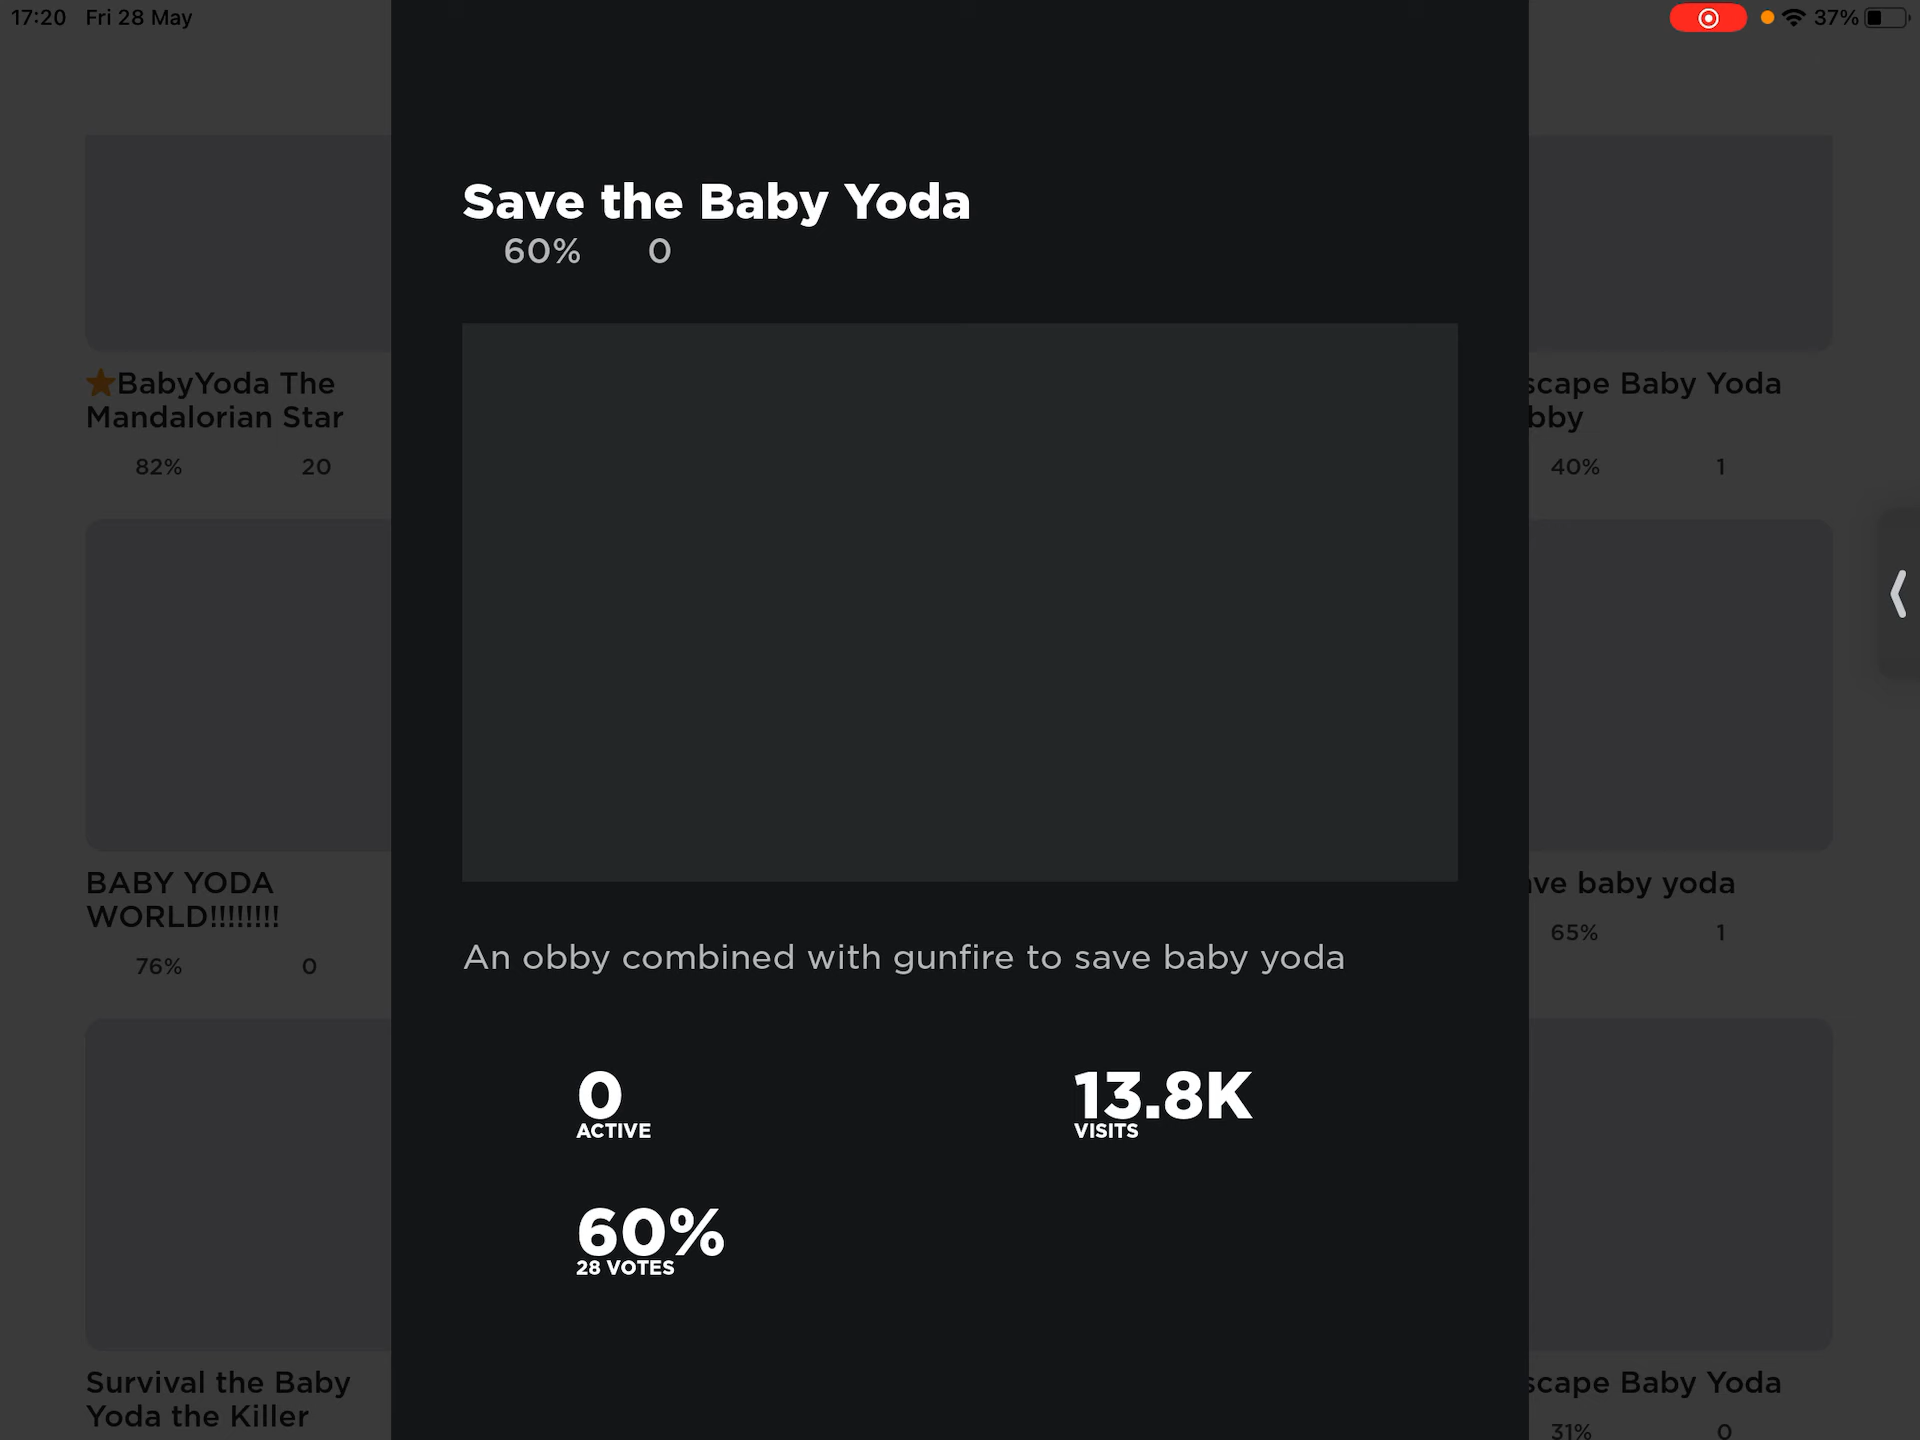 17:20 Fri 28 May
37%
Save the Baby Yoda
60% 0
An obby combined with gunfire to save baby yoda
0
ACTIVE
13.8K
VISITS
60%
28 VOTES
BabyYoda The
Mandalorian Star
82% 20
BABY YODA
WORLD!!!!!!!!
76% 0
Survival the Baby
Yoda the Killer
scape Baby Yoda
bby
40% 1
ve baby yoda
65% 1
scape Baby Yoda
31% 0